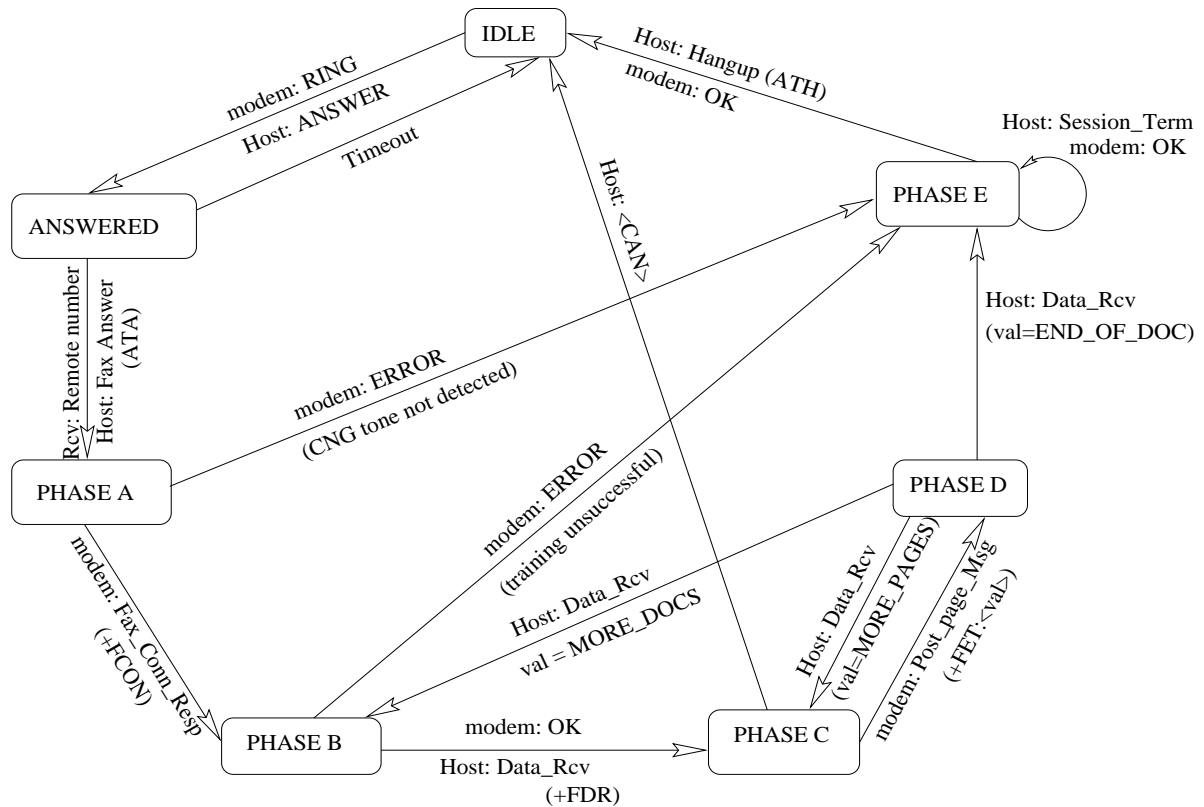 IDLE
modem: RING
Host: ANSWER
Timeout
Host: Hangup (ATH)
modem: OK
Host: Session_Term
modem: OK
PHASE E
ANSWERED
Host: <CAN>
Rcv: Remote number
Host: Fax Answer
(ATA)
Host: Data_Rcv
(val=END_OF_DOC)
modem: ERROR
(CNG tone not detected)
modem: ERROR
(training unsuccessful)
PHASE A
PHASE D
modem: Fax_Conn_Resp
(+FCON)
Host: Data_Rcv
val = MORE_DOCS
Host: Data_Rcv
(val=MORE_PAGES)
modem: Post_page_Msg
(+FET:<val>)
PHASE B
modem: OK
Host: Data_Rcv
(+FDR)
PHASE C